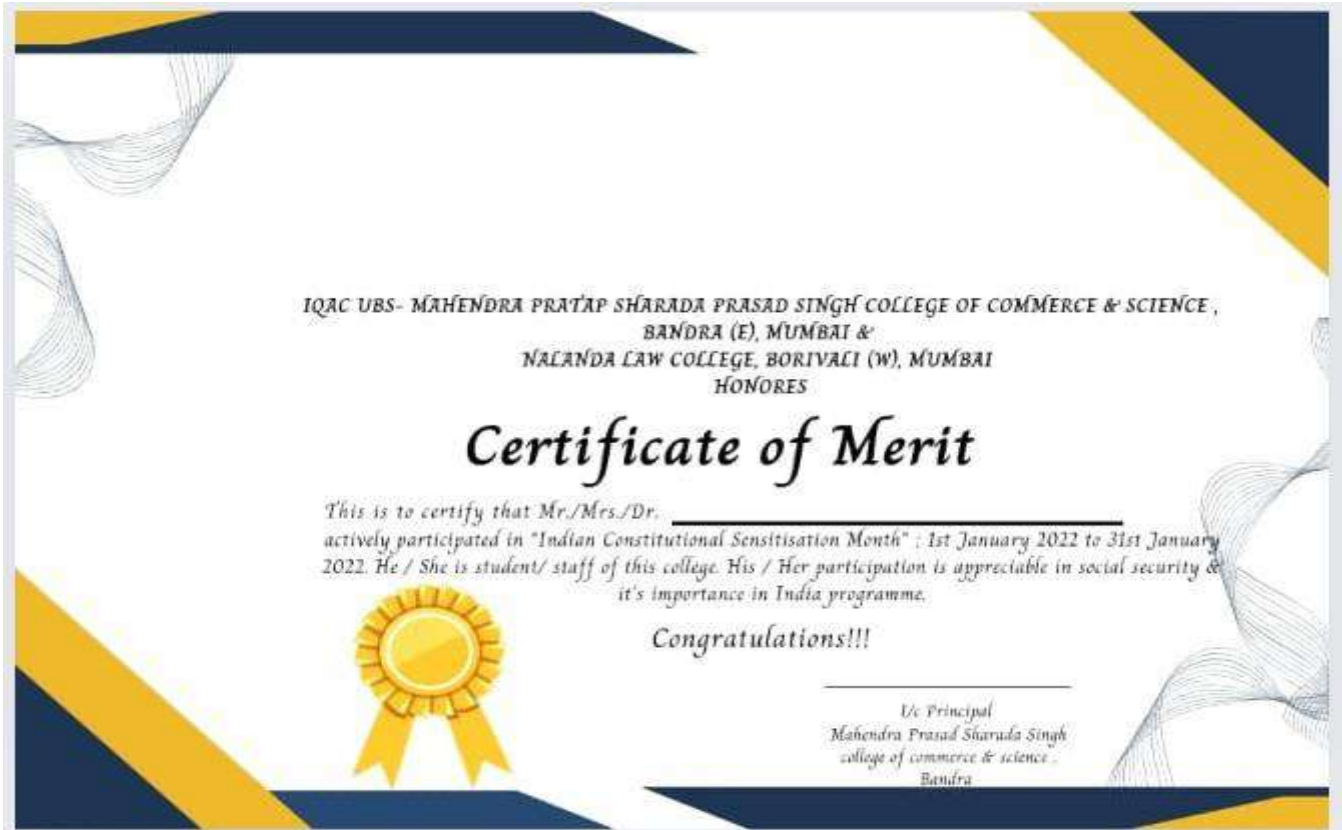 IQAC UBS- MAHENDRA PRATAP SHARADA PRASAD SINGH COLLEGE OF COMMERCE & SCIENCE ,
BANDRA (E), MUMBAI &
NALANDA LAW COLLEGE, BORIVALI (W), MUMBAI
HONORES
Certificate of Merit
This is to certify that Mr./Mrs./Dr.
actively participated in "Indian Constitutional Sensitisation Month" ; 1st January 2022 to 31st January
2022. He / She is student/ staff of this college. His / Her participation is appreciable in social security &
it's importance in India programme.
Congratulations!!!
I/c Principal
Mahendra Prasad Sharada Singh
college of commerce & science ,
Bandra